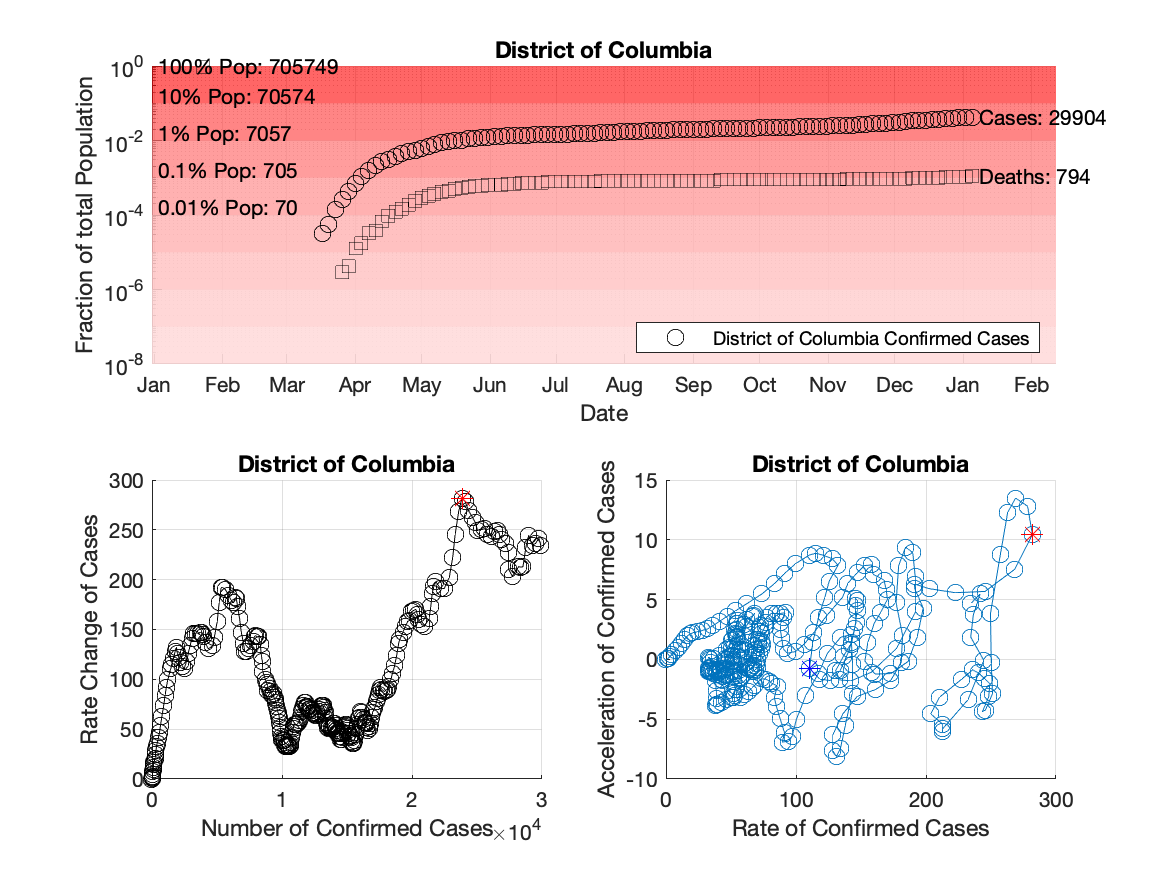 District of Columbia
Fraction of total Population
10^0
10^-2
10^-4
10^-6
10^-8
100% Pop: 705749
10% Pop: 70574
1% Pop: 7057
0.1% Pop: 705
0.01% Pop: 70
Cases: 29904
Deaths: 794
District of Columbia Confirmed Cases
Jan Feb Mar Apr May Jun Jul Aug Sep Oct Nov Dec Jan Feb
Date
District of Columbia
Rate Change of Cases
300
250
200
150
100
50
0
0 1 2 3
Number of Confirmed Cases ×10^4
District of Columbia
Acceleration of Confirmed Cases
15
10
5
0
-5
-10
0 100 200 300
Rate of Confirmed Cases